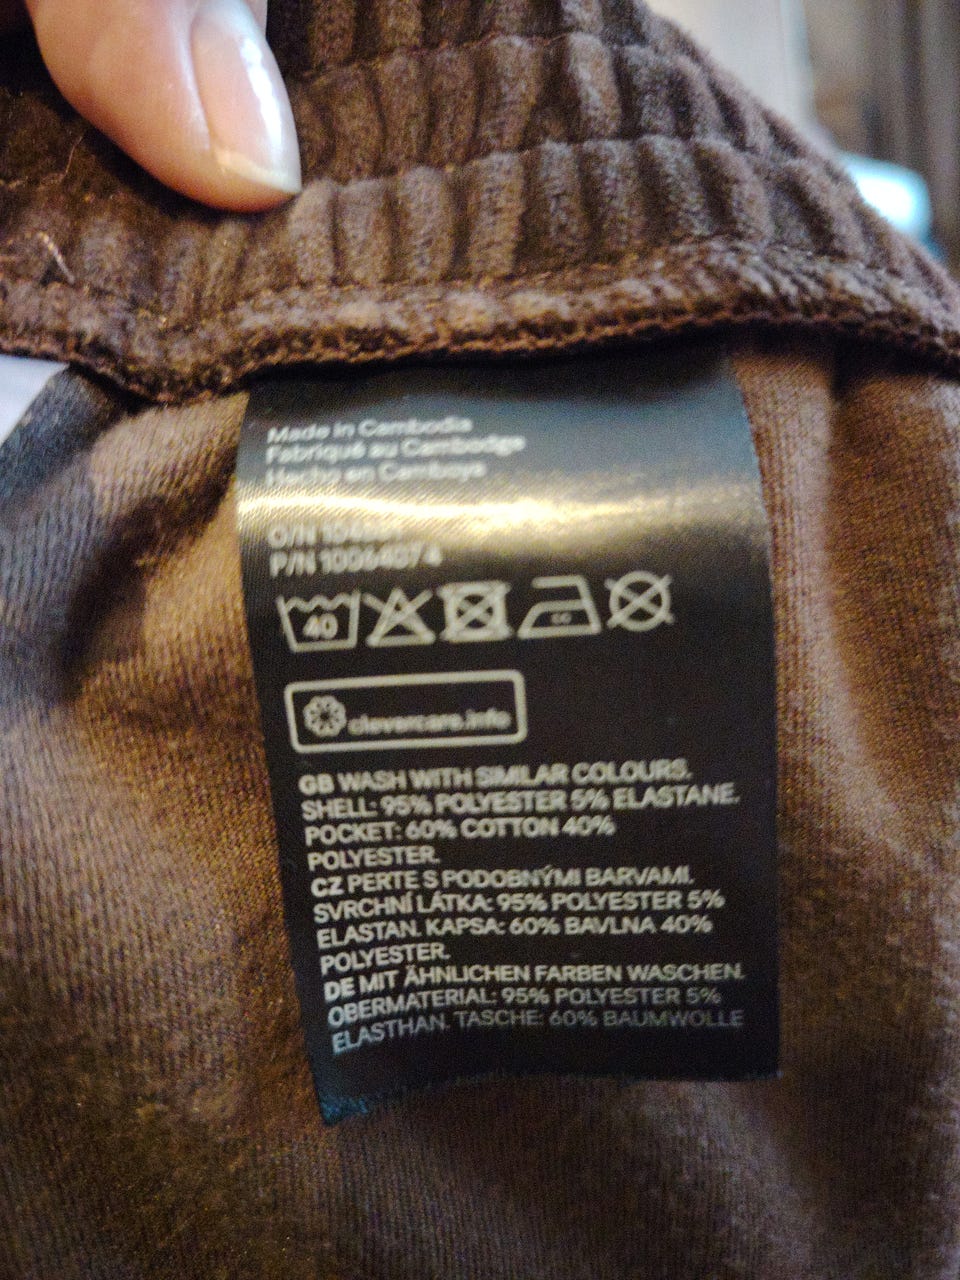 Made in Cambodia
Fabriqué au Cambodge
Hecho en Camboya
O/N
P/N
40
clevercare.info
GB WASH WITH SIMILAR COLOURS.
SHELL: 95% POLYESTER 5% ELASTANE.
POCKET: 60% COTTON 40%
POLYESTER.
CZ PERTE S PODOBNÝMI BARVAMI.
SVRCHNÍ LÁTKA: 95% POLYESTER 5%
ELASTAN. KAPSA: 60% BAVLNA 40%
POLYESTER.
DE MIT ÄHNLICHEN FARBEN WASCHEN.
OBERMATERIAL: 95% POLYESTER 5%
ELASTHAN. TASCHE: 60% BAUMWOLLE